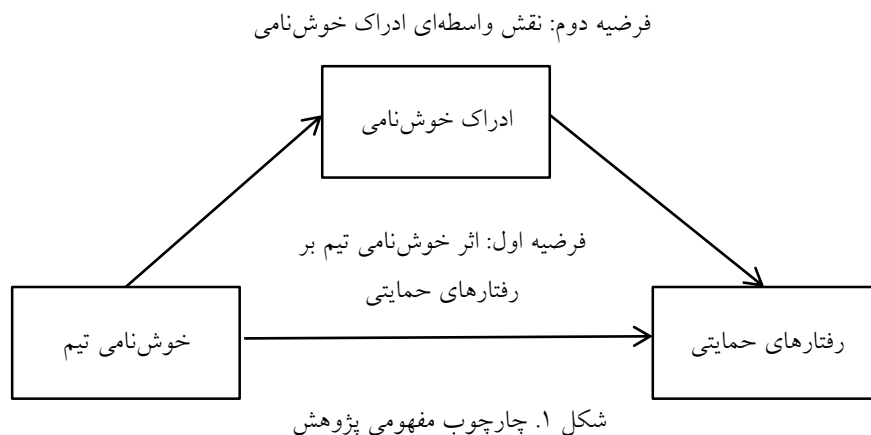 فرضیه دوم: نقش واسطه‌ای ادراک خوش‌نامی
ادراک خوش‌نامی
فرضیه اول: اثر خوش‌نامی تیم بر
رفتارهای حمایتی
رفتارهای حمایتی
خوش‌نامی تیم
شکل ۱. چارچوب مفهومی پژوهش